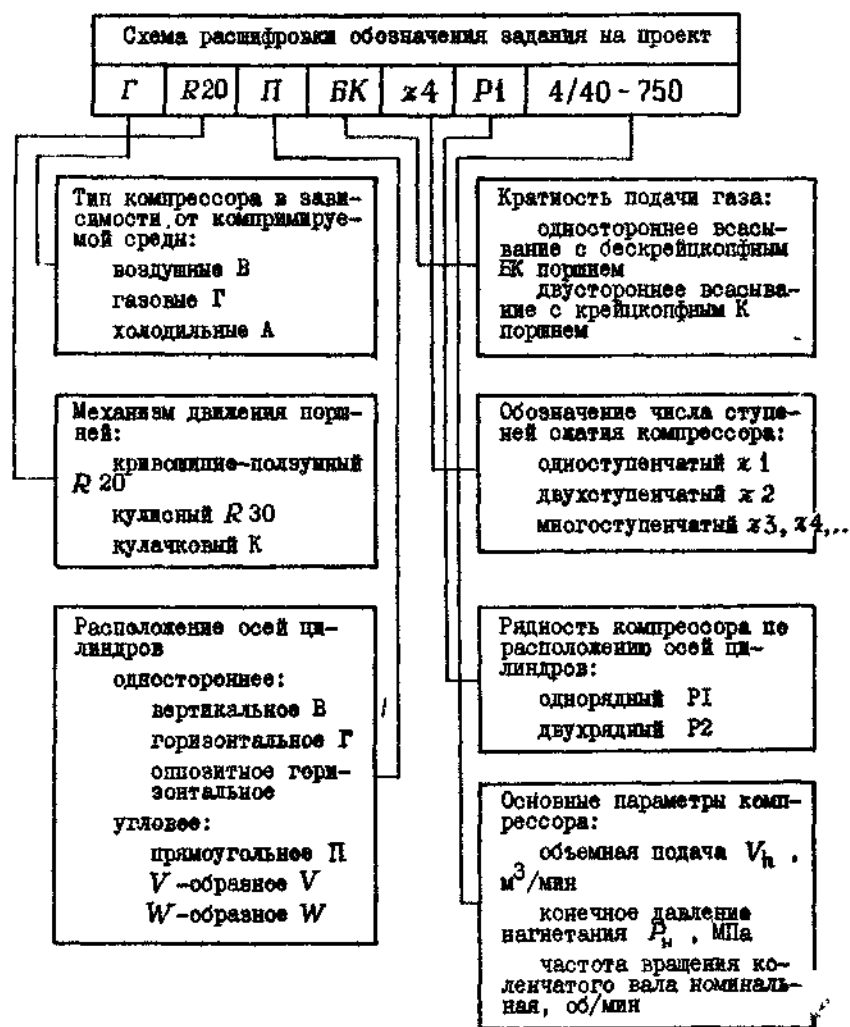 Схема расшифровки обозначения задания на проект
Г R20 П БК z4 P1 4/40-750
Тип компрессора в зави-
симости от компримируе-
мой среды:
воздушные В
газовые Г
холодильные А
Механизм движения порш-
ней:
кривошипно-ползунный
R 20
кулисный R 30
кулачковый К
Расположение осей ци-
линдров
одностороннее:
вертикальное В
горизонтальное Г
оппозитное гори-
зонтальное
угловое:
прямоугольное П
V-образное V
W-образное W
Кратность подачи газа:
одностороннее всасы-
вание с бескрейцкопфным
БК поршнем
двустороннее всасыва-
ние с крейцкопфным К
поршнем
Обозначение числа ступе-
ней сжатия компрессора:
одноступенчатый z 1
двухступенчатый z 2
многоступенчатый z3, z4,..
Рядность компрессора по
расположению осей ци-
линдров:
однорядный P1
двухрядный P2
Основные параметры комп-
рессора:
объемная подача Vh ,
м³/мин
конечное давление
нагнетания Pн , МПа
частота вращения ко-
ленчатого вала номиналь-
ная, об/мин